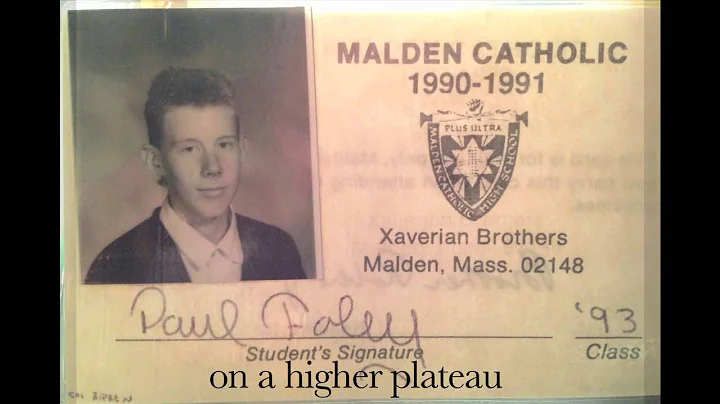 MALDEN CATHOLIC
1990-1991
PLUS ULTRA
MALDEN CATHOLIC HIGH SCHOOL
Xaverian Brothers
Malden, Mass. 02148
Paul Foley
'93
Student's Signature
Class
on a higher plateau